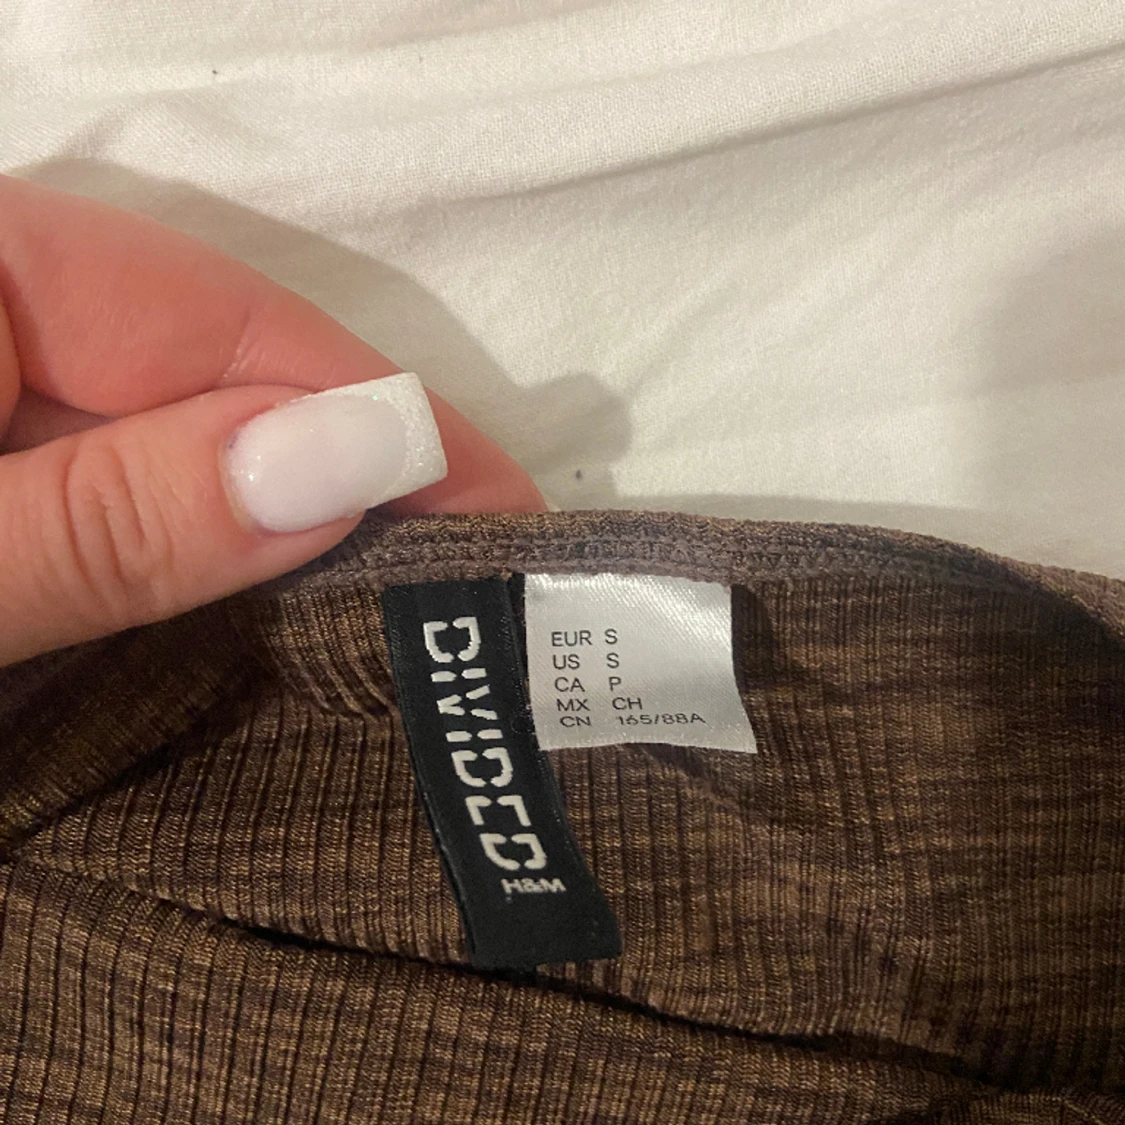 DIVIDED
H&M
EUR S
US S
CA P
MX CH
CN 165/88A